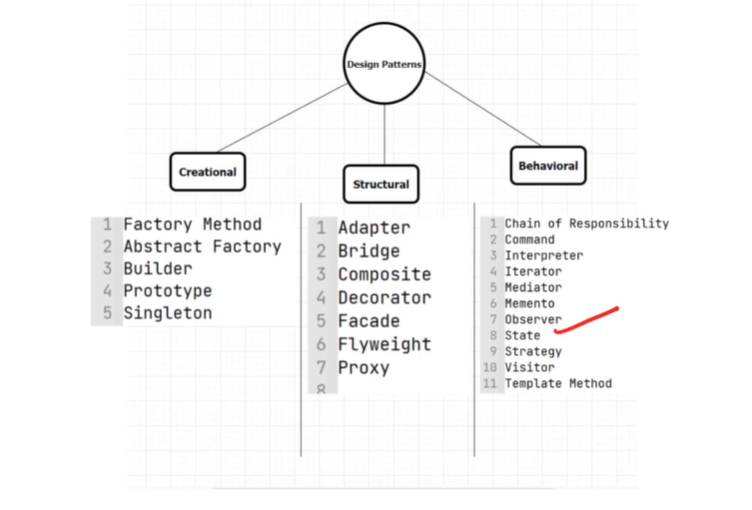 Design Patterns
Creational
Structural
Behavioral
1 Factory Method
2 Abstract Factory
3 Builder
4 Prototype
5 Singleton
1 Adapter
2 Bridge
3 Composite
4 Decorator
5 Facade
6 Flyweight
7 Proxy
8
1 Chain of Responsibility
2 Command
3 Interpreter
4 Iterator
5 Mediator
6 Memento
7 Observer
8 State
9 Strategy
10 Visitor
11 Template Method